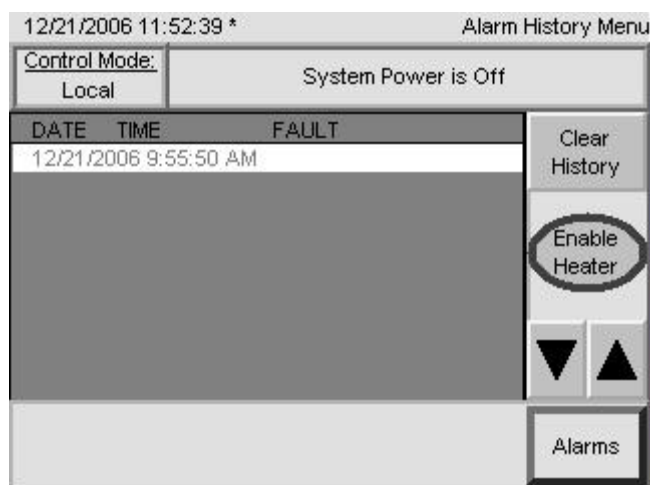 12/21/2006 11:52:39 *
Alarm History Menu
Control Mode:
Local
System Power is Off
DATE TIME FAULT
12/21/2006 9:55:50 AM
Clear
History
Enable
Heater
Alarms